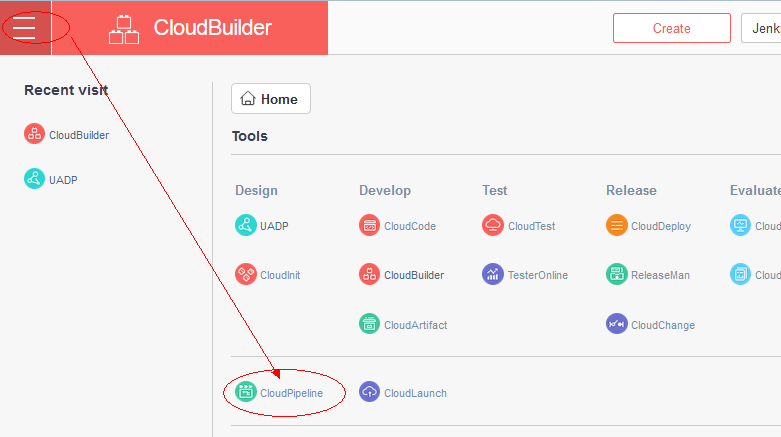 CloudBuilder
Create
Jenk
Recent visit
CloudBuilder
UADP
Home
Tools
Design Develop Test Release Evaluate
UADP CloudCode CloudTest CloudDeploy Cloud
CloudInit CloudBuilder TesterOnline ReleaseMan Cloud
CloudArtifact CloudChange
CloudPipeline CloudLaunch